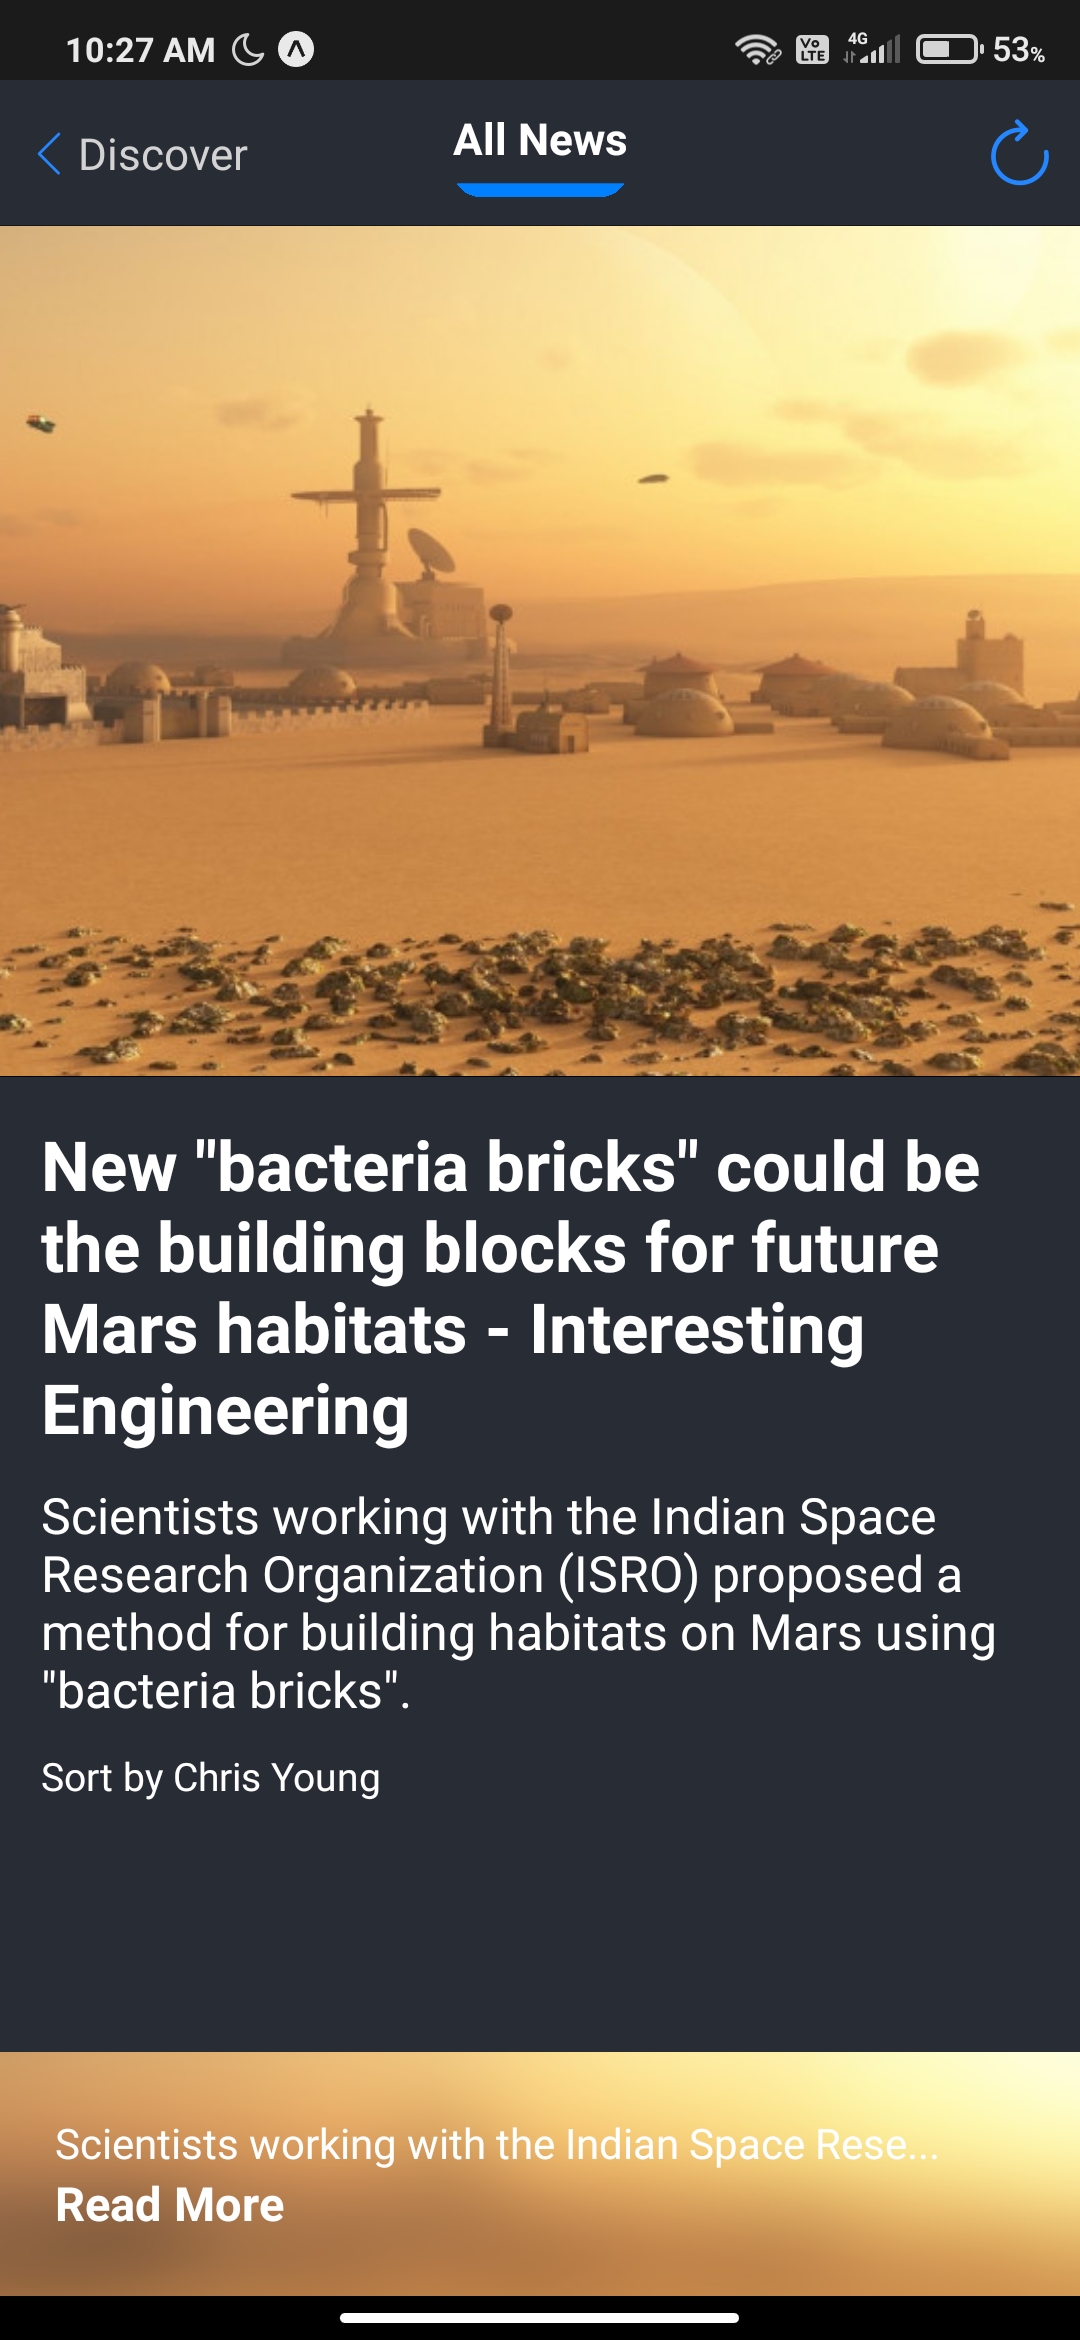 10:27 AM
Vo LTE
4G
53%
Discover
All News
New "bacteria bricks" could be
the building blocks for future
Mars habitats - Interesting
Engineering
Scientists working with the Indian Space
Research Organization (ISRO) proposed a
method for building habitats on Mars using
"bacteria bricks".
Sort by Chris Young
Scientists working with the Indian Space Rese...
Read More